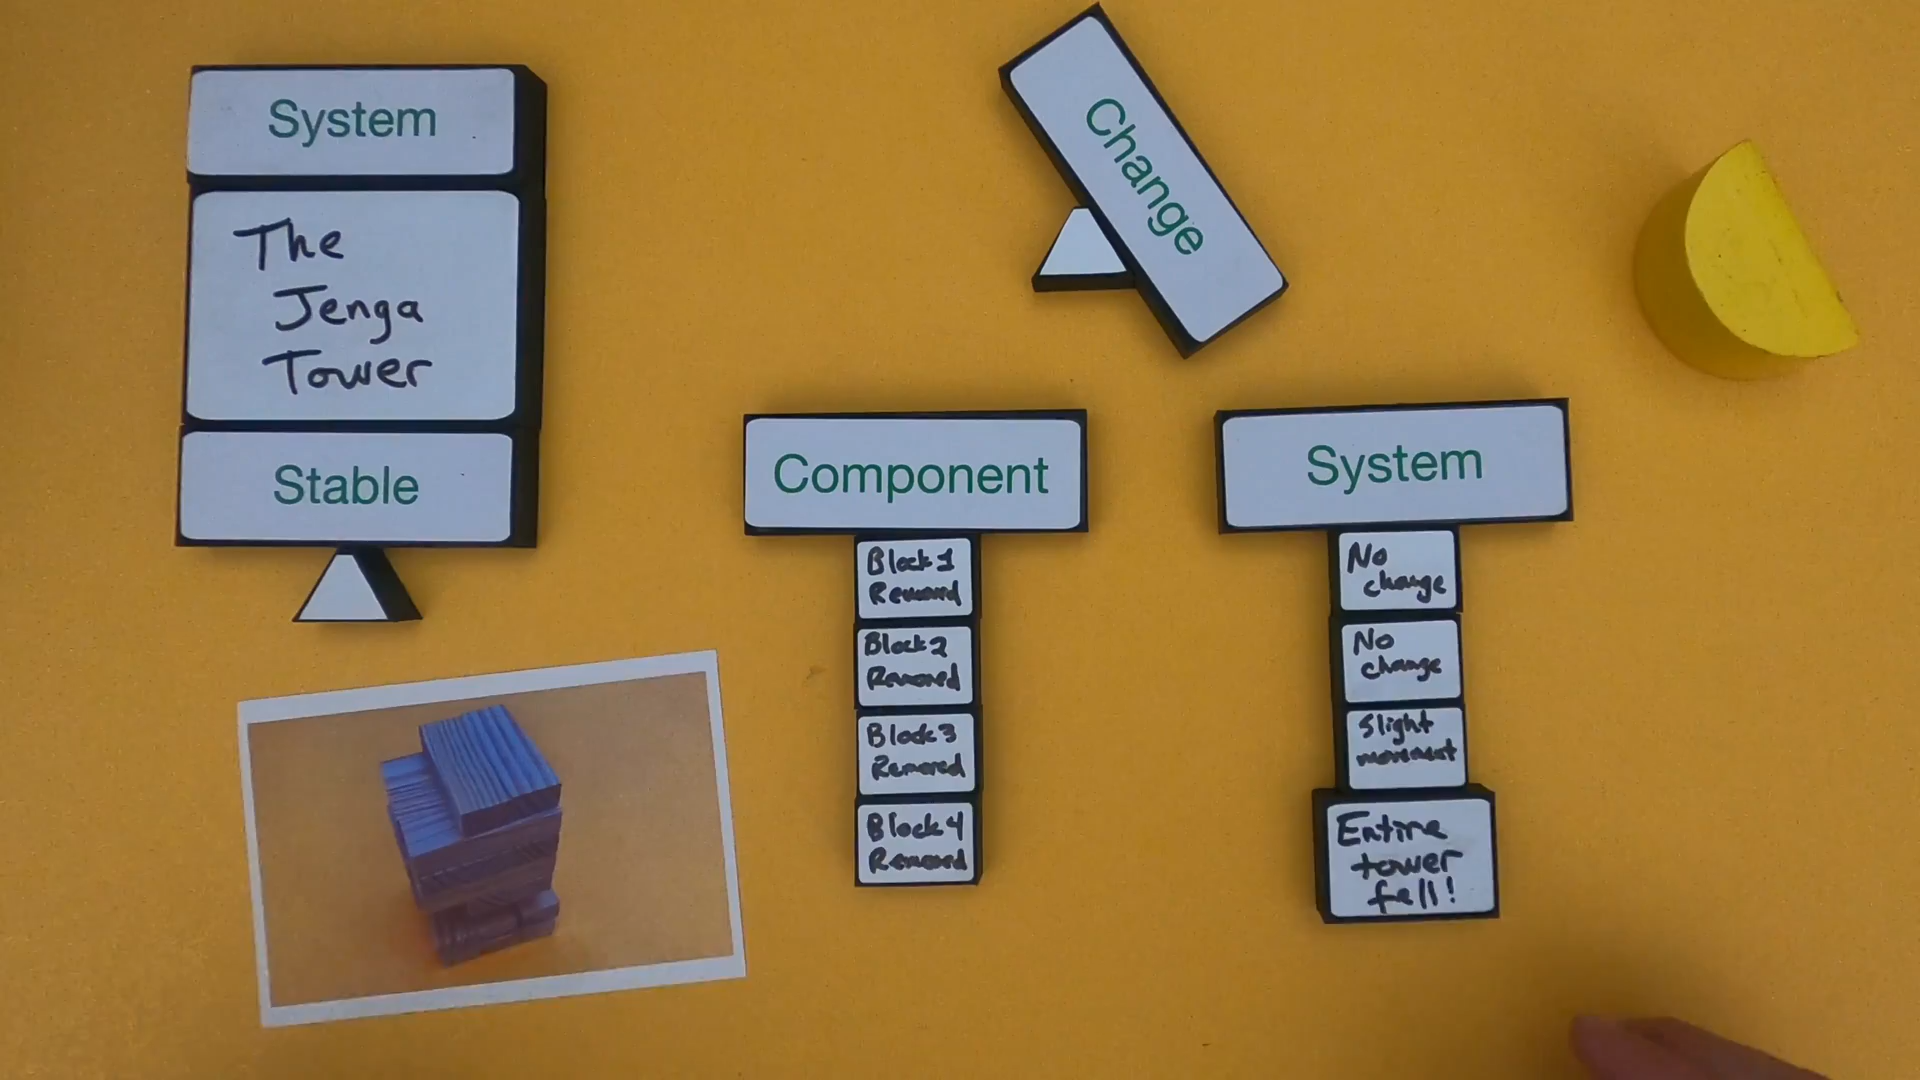 System
The
Jenga
Tower
Stable
Change
Component
Block 1
Removed
Block 2
Removed
Block 3
Removed
Block 4
Removed
System
No
change
No
change
Slight
movement
Entire
tower
fell!